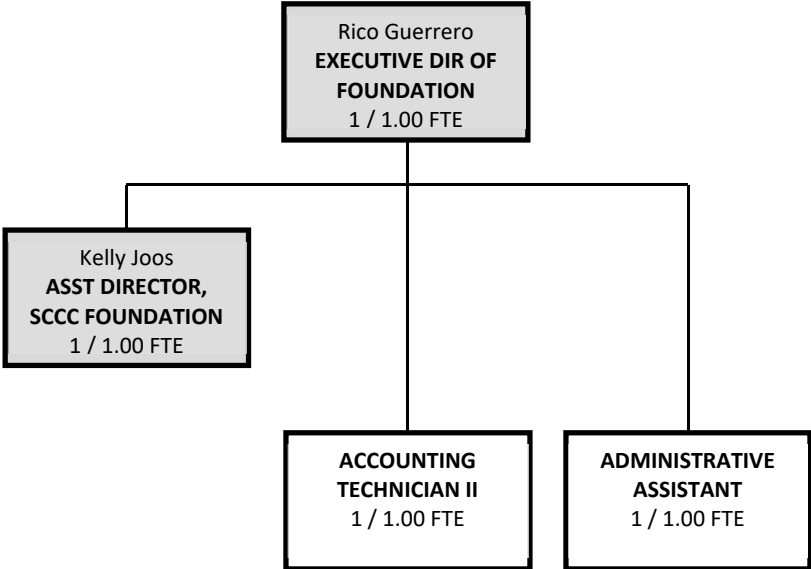 Rico Guerrero
EXECUTIVE DIR OF
FOUNDATION
1 / 1.00 FTE
Kelly Joos
ASST DIRECTOR,
SCCC FOUNDATION
1 / 1.00 FTE
ACCOUNTING
TECHNICIAN II
1 / 1.00 FTE
ADMINISTRATIVE
ASSISTANT
1 / 1.00 FTE